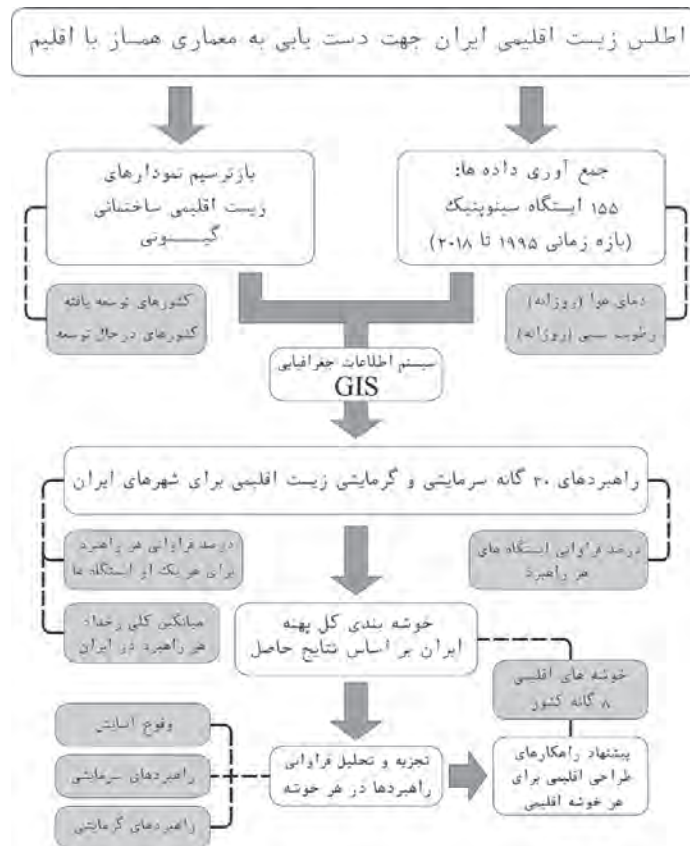 اطلس زیست اقلیمی ایران جهت دست یابی به معماری همساز با اقلیم
جمع آوری داده ها:
۱۵۵ ایستگاه سینوپتیک
(بازه زمانی ۱۹۹۵ تا ۲۰۱۸)
بازترسیم نمودارهای
زیست اقلیمی ساختمانی
گیـــونی
دمای هوا (روزانه)
رطوبت نسبی (روزانه)
کشورهای توسعه یافته
کشورهای درحال توسعه
سیستم اطلاعات جغرافیایی
GIS
راهبردهای ۲۰ گانه سرمایشی و گرمایشی زیست اقلیمی برای شهرهای ایران
درصد فراوانی ایستگاه های
هر راهبرد
درصد فراوانی هر راهبرد
برای هر یک از ایستگاه ها
میانگین کلی رخداد
هر راهبرد در ایران
خوشه بندی کل پهنه
ایران بر اساس نتایج حاصل
خوشه های اقلیمی
۸ گانه کشور
وقوع آسایش
راهبردهای سرمایشی
راهبردهای گرمایشی
تجزیه و تحلیل فراوانی
راهبردها در هر خوشه
پیشنهاد راهکارهای
طراحی اقلیمی برای
هر خوشه اقلیمی